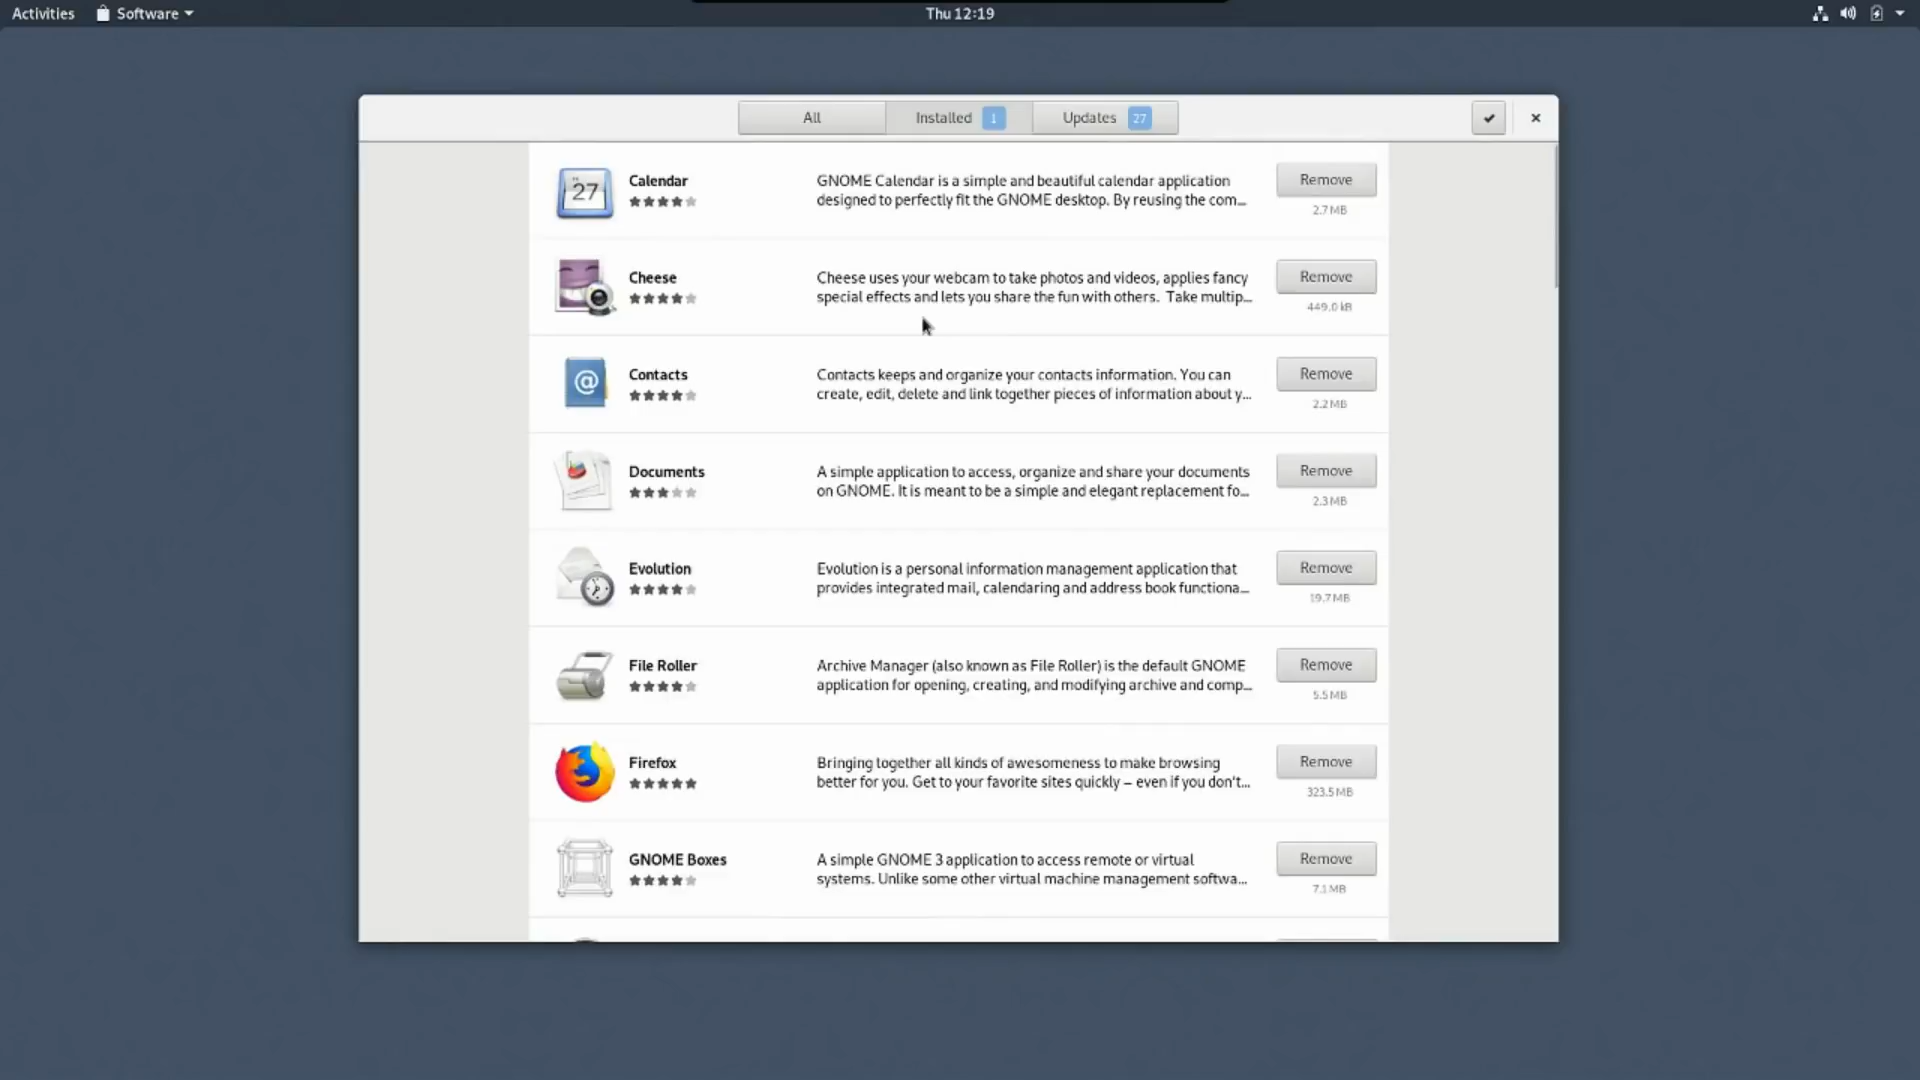 Activities Software Thu 12:19
All Installed 1 Updates 27
Calendar
GNOME Calendar is a simple and beautiful calendar application
designed to perfectly fit the GNOME desktop. By reusing the com...
Remove
2.7 MB
Cheese
Cheese uses your webcam to take photos and videos, applies fancy
special effects and lets you share the fun with others. Take multip...
Remove
449.0 kB
Contacts
Contacts keeps and organize your contacts information. You can
create, edit, delete and link together pieces of information about y...
Remove
2.2 MB
Documents
A simple application to access, organize and share your documents
on GNOME. It is meant to be a simple and elegant replacement fo...
Remove
2.3 MB
Evolution
Evolution is a personal information management application that
provides integrated mail, calendaring and address book functiona...
Remove
19.7 MB
File Roller
Archive Manager (also known as File Roller) is the default GNOME
application for opening, creating, and modifying archive and comp...
Remove
5.5 MB
Firefox
Bringing together all kinds of awesomeness to make browsing
better for you. Get to your favorite sites quickly – even if you don't...
Remove
323.5 MB
GNOME Boxes
A simple GNOME 3 application to access remote or virtual
systems. Unlike some other virtual machine management softwa...
Remove
7.1 MB